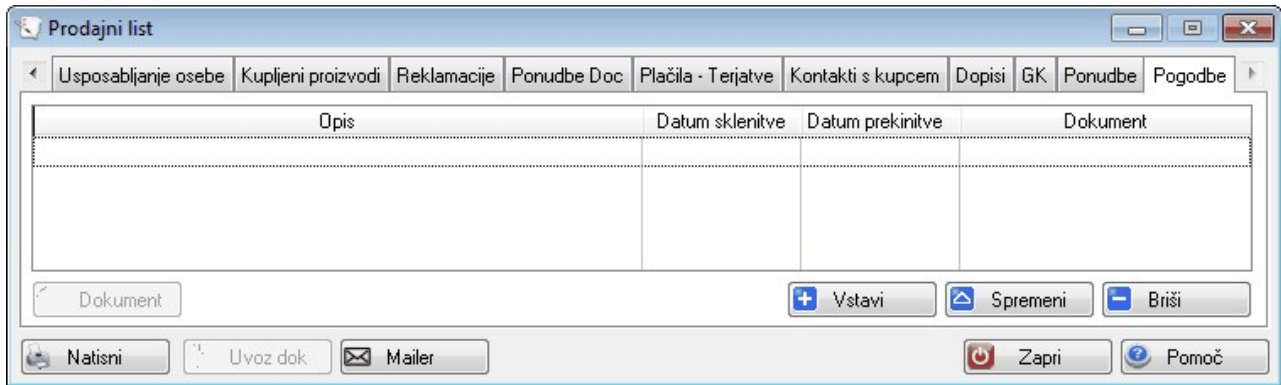 Prodajni list
Usposabljanje osebe Kupljeni proizvodi Reklamacije Ponudbe Doc Plačila - Terjatve Kontakti s kupcem Dopisi GK Ponudbe Pogodbe
Opis Datum sklenitve Datum prekinitve Dokument
Dokument Vstavi Spremeni Briši
Natisni Uvoz dok Mailer Zapri Pomoč